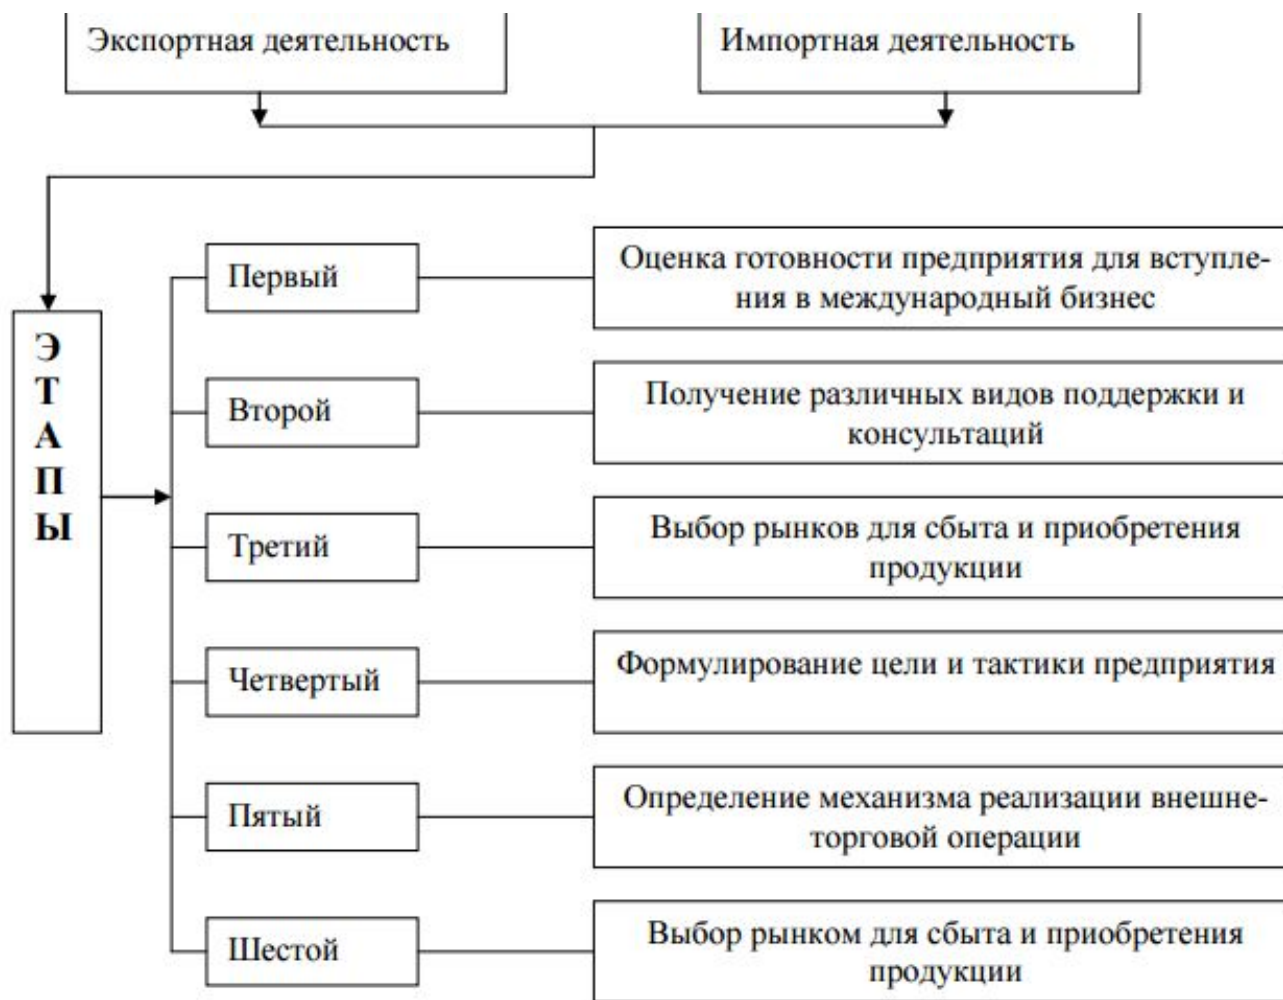 Экспортная деятельность
Импортная деятельность
ЭТАПЫ
Первый
Оценка готовности предприятия для вступле-
ния в международный бизнес
Второй
Получение различных видов поддержки и
консультаций
Третий
Выбор рынков для сбыта и приобретения
продукции
Четвертый
Формулирование цели и тактики предприятия
Пятый
Определение механизма реализации внешне-
торговой операции
Шестой
Выбор рынком для сбыта и приобретения
продукции